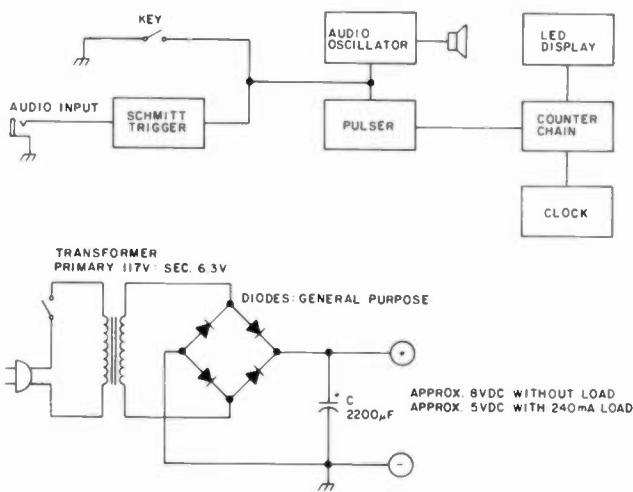 KEY
AUDIO
OSCILLATOR
LED
DISPLAY
AUDIO INPUT
SCHMITT
TRIGGER
PULSER
COUNTER
CHAIN
CLOCK
TRANSFORMER
PRIMARY 117V: SEC. 6.3V
DIODES: GENERAL PURPOSE
+
+
C
2200µF
APPROX. 8VDC WITHOUT LOAD
APPROX. 5VDC WITH 240mA LOAD
−